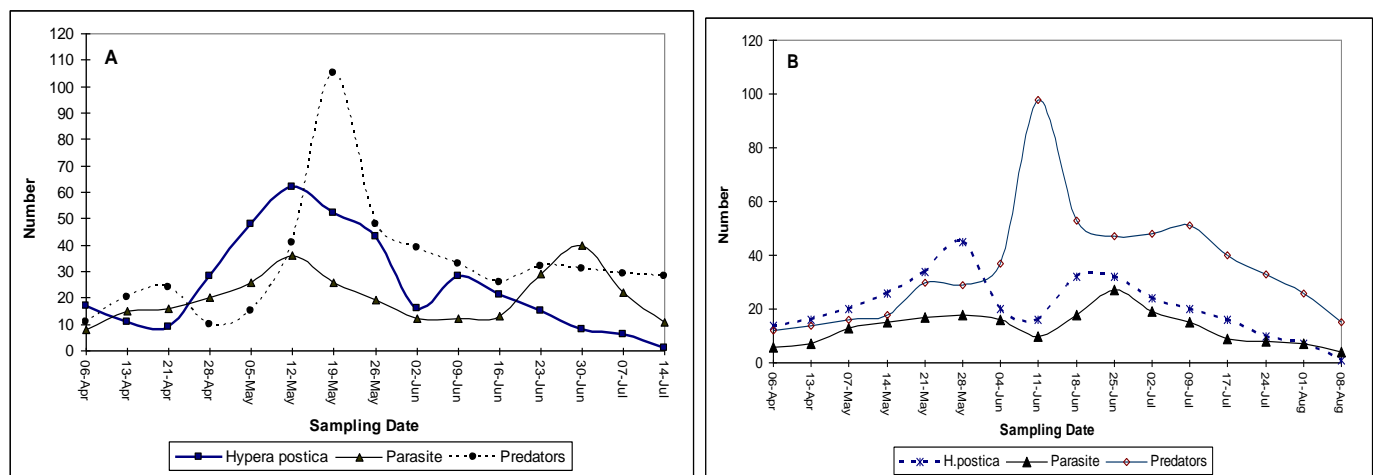 A
120
110
100
90
80
70
60
50
40
30
20
10
0
Number
06-Apr
13-Apr
21-Apr
28-Apr
05-May
12-May
19-May
26-May
02-Jun
09-Jun
16-Jun
23-Jun
30-Jun
07-Jul
14-Jul
Sampling Date
Hypera postica Parasite Predators
B
120
100
80
60
40
20
0
Number
06-Apr
13-Apr
07-May
14-May
21-May
28-May
04-Jun
11-Jun
18-Jun
25-Jun
02-Jul
09-Jul
17-Jul
24-Jul
01-Aug
08-Aug
Sampling Date
H.postica Parasite Predators